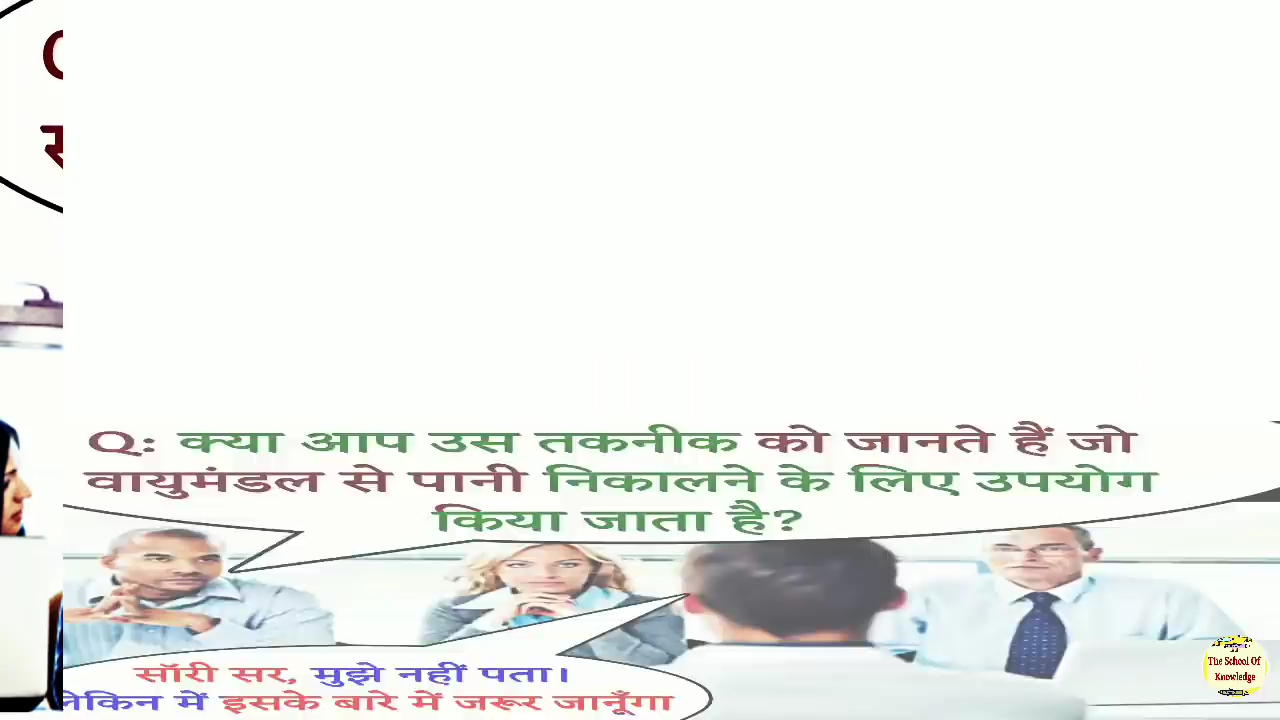 Q: क्या आप उस तकनीक को जानते हैं जो
वायुमंडल से पानी निकालने के लिए उपयोग
किया जाता है?
सॉरी सर, मुझे नहीं पता।
लेकिन में इसके बारे में जरूर जानूँगा
The School Of
Knowledge